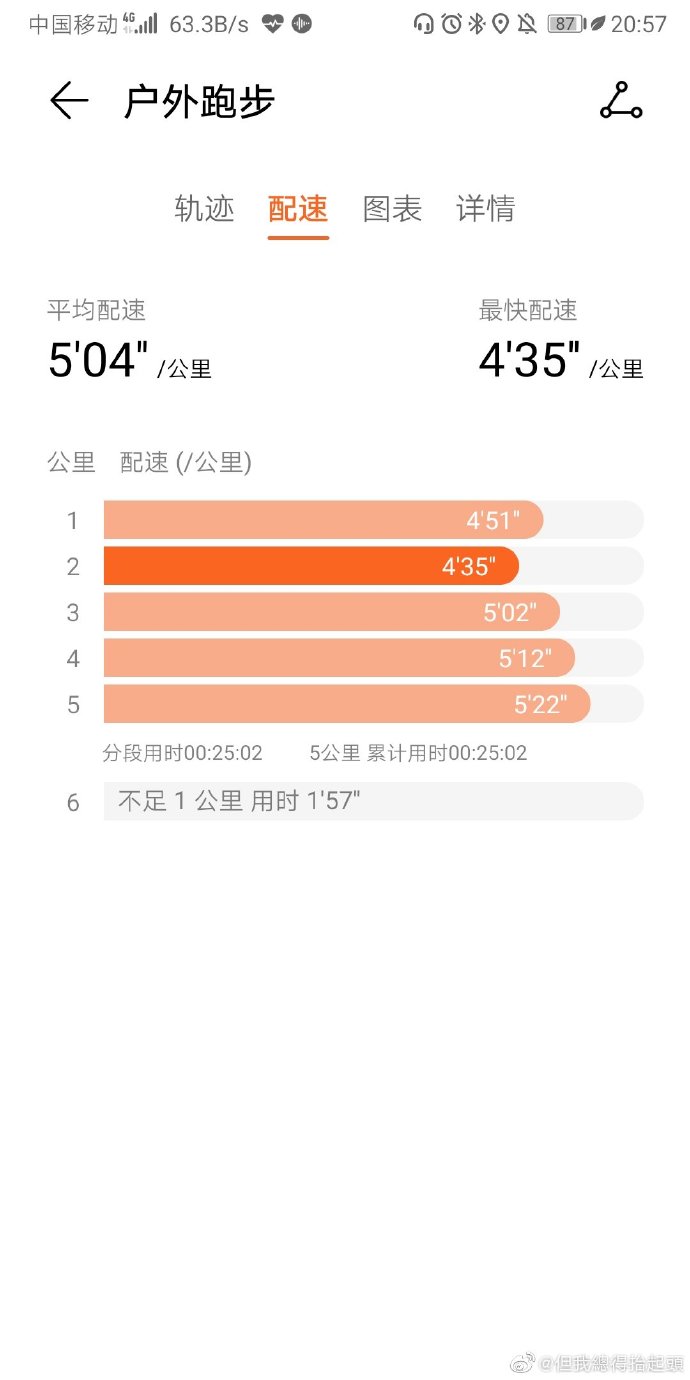 中国移动 4G 63.3B/s 87 20:57
户外跑步
轨迹 配速 图表 详情
平均配速 最快配速
5'04" /公里 4'35" /公里
公里 配速 (/公里)
1 4'51"
2 4'35"
3 5'02"
4 5'12"
5 5'22"
分段用时00:25:02 5公里 累计用时00:25:02
6 不足 1 公里 用时 1'57"
@但我總得抬起頭